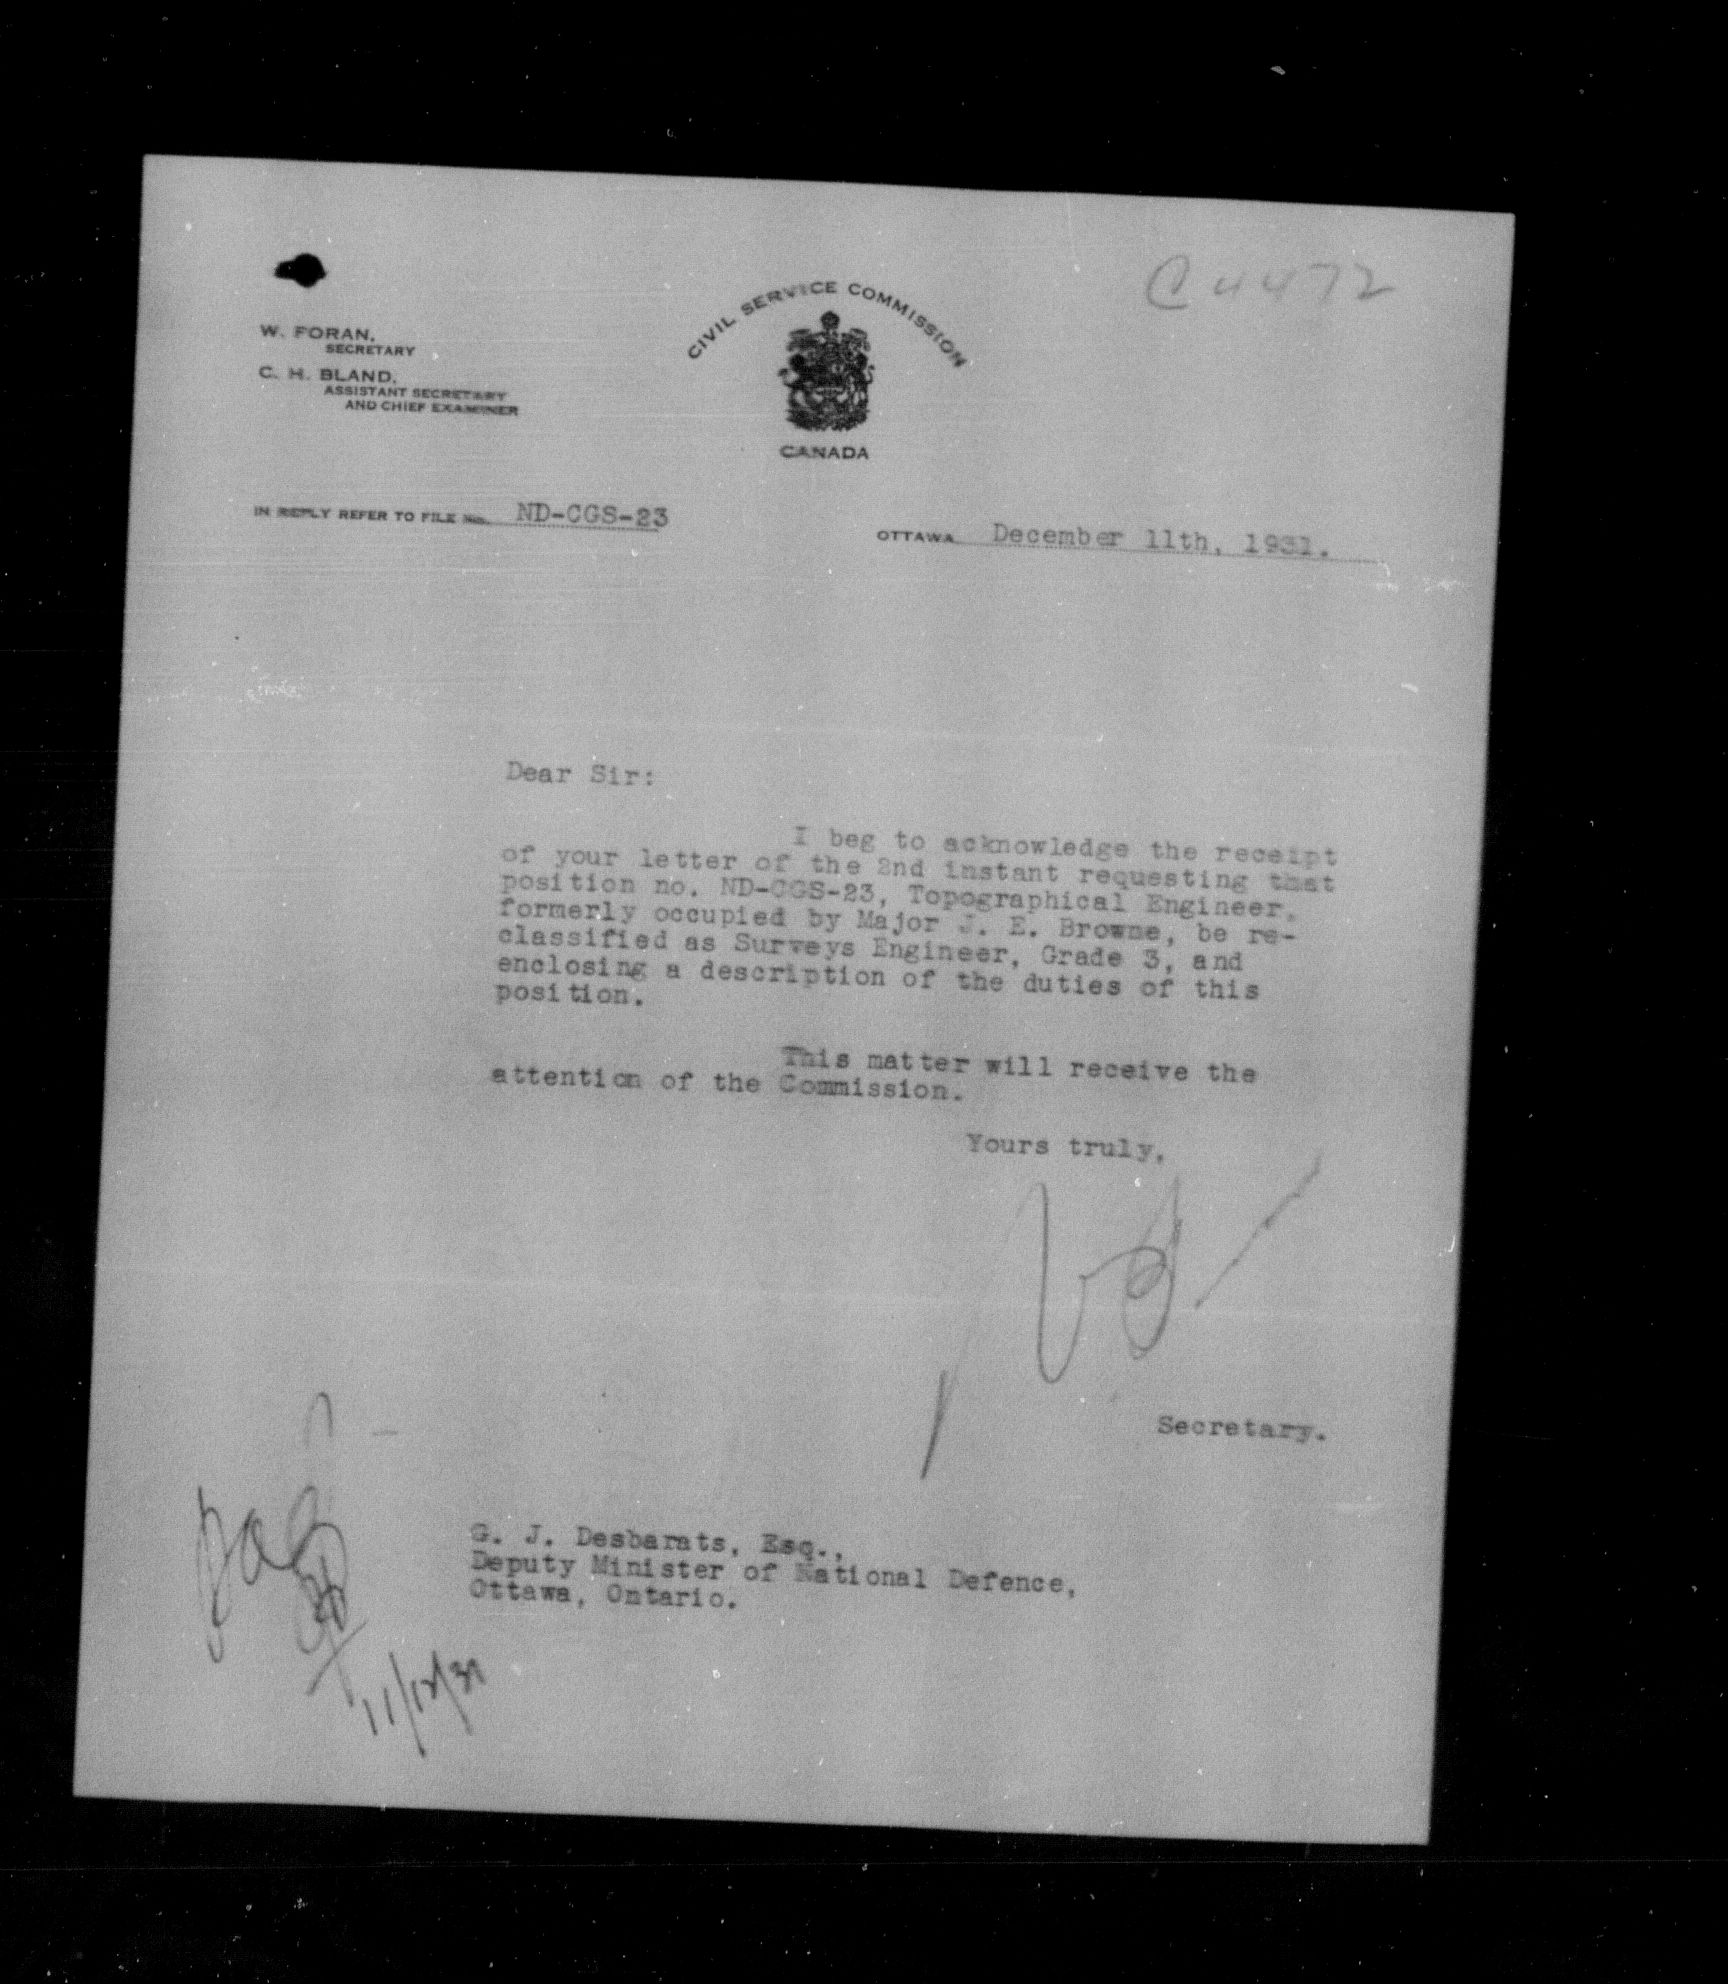 C 4472
W. FORAN,
SECRETARY
C. H. BLAND,
ASSISTANT SECRETARY
AND CHIEF EXAMINER
CIVIL SERVICE COMMISSION
CANADA
IN REPLY REFER TO FILE No. ND-CGS-23
OTTAWA December 11th, 1931.
Dear Sir:
I beg to acknowledge the receipt
of your letter of the 2nd instant requesting that
position no. ND-CGS-23, Topographical Engineer,
formerly occupied by Major J. E. Browne, be re-
classified as Surveys Engineer, Grade 3, and
enclosing a description of the duties of this
position.
This matter will receive the
attention of the Commission.
Yours truly,
Secretary.
G. J. Desbarats, Esq.,
Deputy Minister of National Defence,
Ottawa, Ontario.
11/12/31